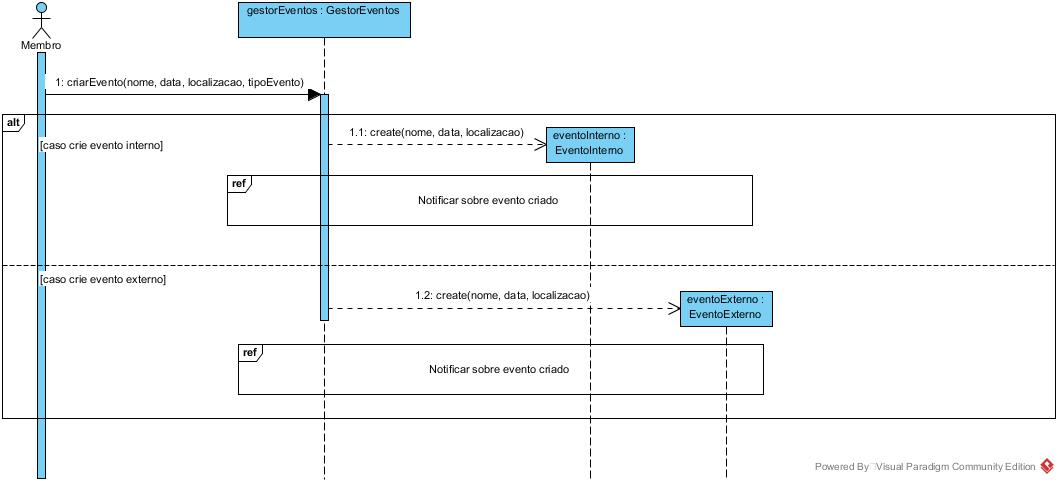 gestorEventos : GestorEventos
Membro
1: criarEvento(nome, data, localizacao, tipoEvento)
alt
[caso crie evento interno]
1.1: create(nome, data, localizacao)
eventoInterno :
EventoInterno
ref
Notificar sobre evento criado
[caso crie evento externo]
1.2: create(nome, data, localizacao)
eventoExterno :
EventoExterno
ref
Notificar sobre evento criado
Powered By Visual Paradigm Community Edition